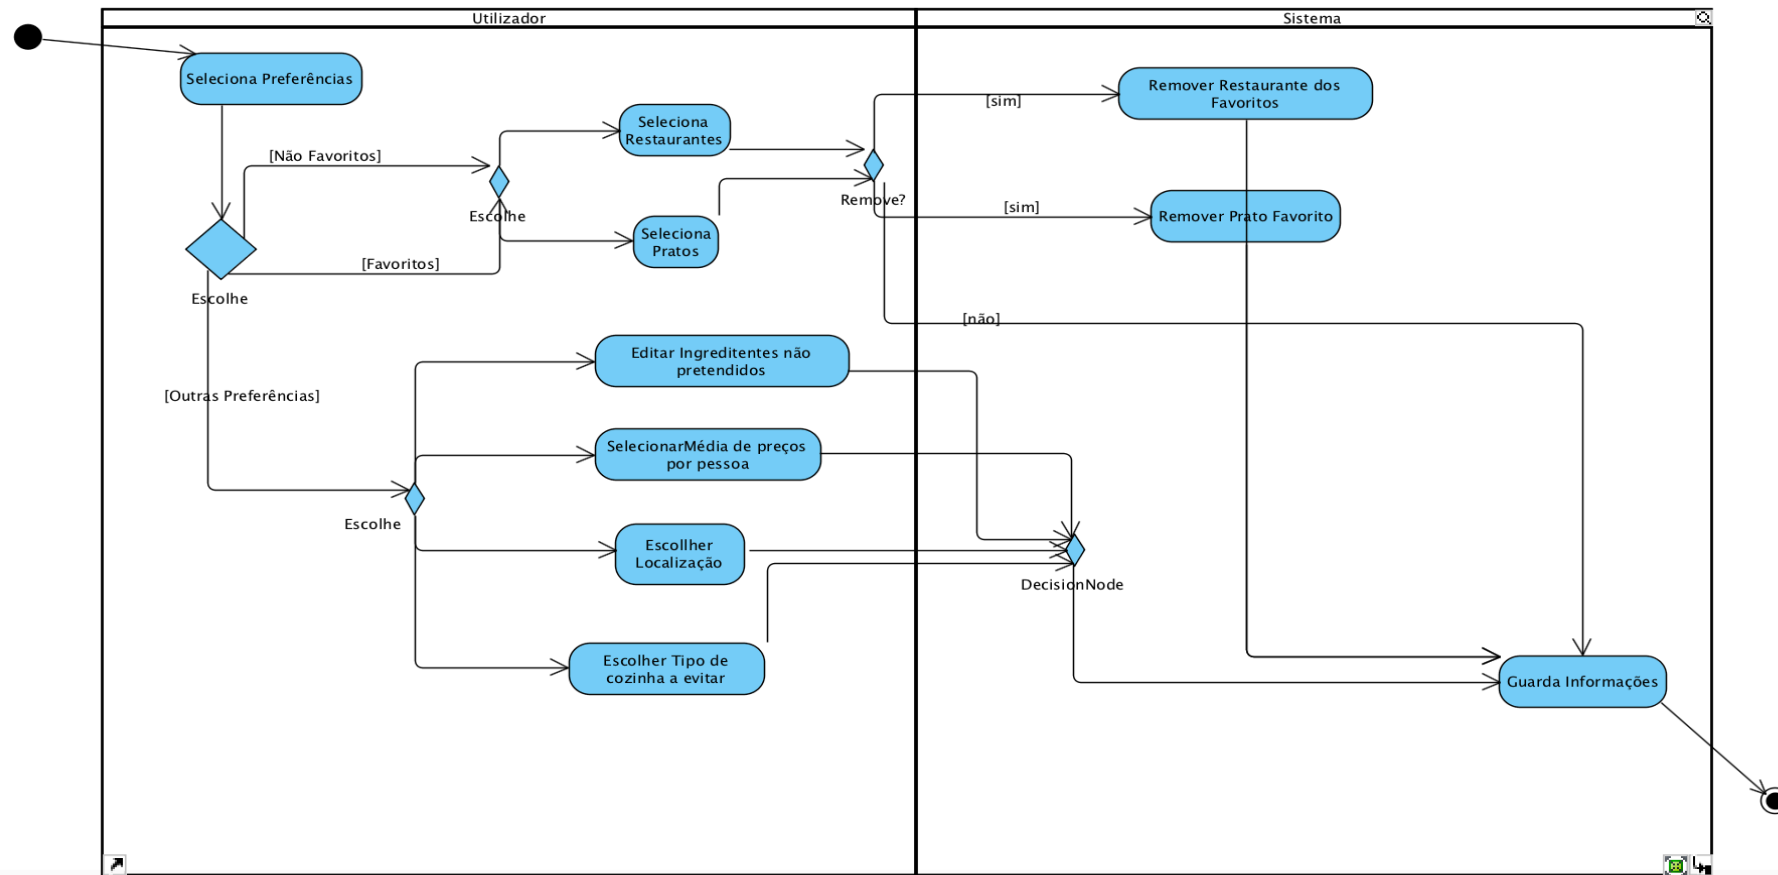 Utilizador
Sistema
Seleciona Preferências
[Não Favoritos]
Escolhe
[Favoritos]
Escolhe
Seleciona
Restaurantes
Seleciona
Pratos
Remove?
[sim]
Remover Restaurante dos
Favoritos
[sim]
Remover Prato Favorito
[não]
[Outras Preferências]
Escolhe
Editar Ingreditentes não
pretendidos
SelecionarMédia de preços
por pessoa
Escollher
Localização
Escolher Tipo de
cozinha a evitar
DecisionNode
Guarda Informações